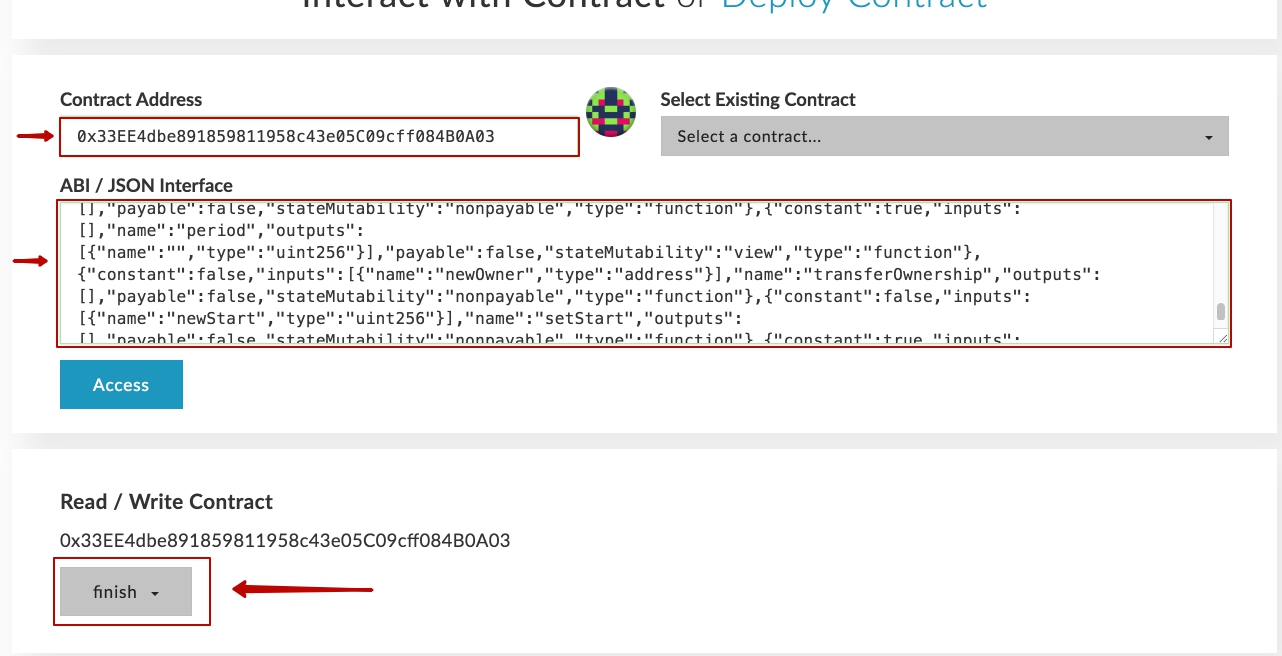 Interact with Contract or Deploy Contract
Contract Address
Select Existing Contract
0x33EE4dbe891859811958c43e05C09cff084B0A03
Select a contract...
ABI / JSON Interface
[],"payable":false,"stateMutability":"nonpayable","type":"function"},{"constant":true,"inputs":
[],"name":"period","outputs":
[{"name":"","type":"uint256"}],"payable":false,"stateMutability":"view","type":"function"},
{"constant":false,"inputs":[{"name":"newOwner","type":"address"}],"name":"transferOwnership","outputs":
[],"payable":false,"stateMutability":"nonpayable","type":"function"},{"constant":false,"inputs":
[{"name":"newStart","type":"uint256"}],"name":"setStart","outputs":
[],"payable":false,"stateMutability":"nonpayable","type":"function"},{"constant":true,"inputs":
Access
Read / Write Contract
0x33EE4dbe891859811958c43e05C09cff084B0A03
finish